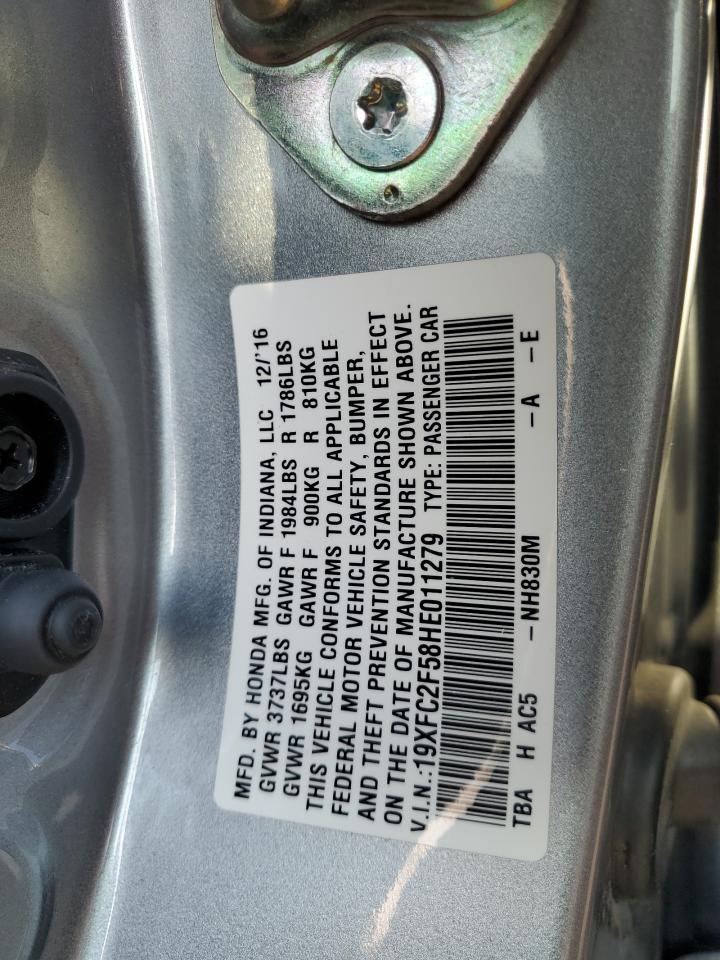 MFD. BY HONDA MFG. OF INDIANA, LLC 12/'16
GVWR 3737LBS GAWR F 1984LBS R 1786LBS
GVWR 1695KG GAWR F 900KG R 810KG
THIS VEHICLE CONFORMS TO ALL APPLICABLE
FEDERAL MOTOR VEHICLE SAFETY, BUMPER,
AND THEFT PREVENTION STANDARDS IN EFFECT
ON THE DATE OF MANUFACTURE SHOWN ABOVE.
V.I.N.:19XFC2F58HE011279 TYPE: PASSENGER CAR
TBA H AC5 -NH830M -A -E